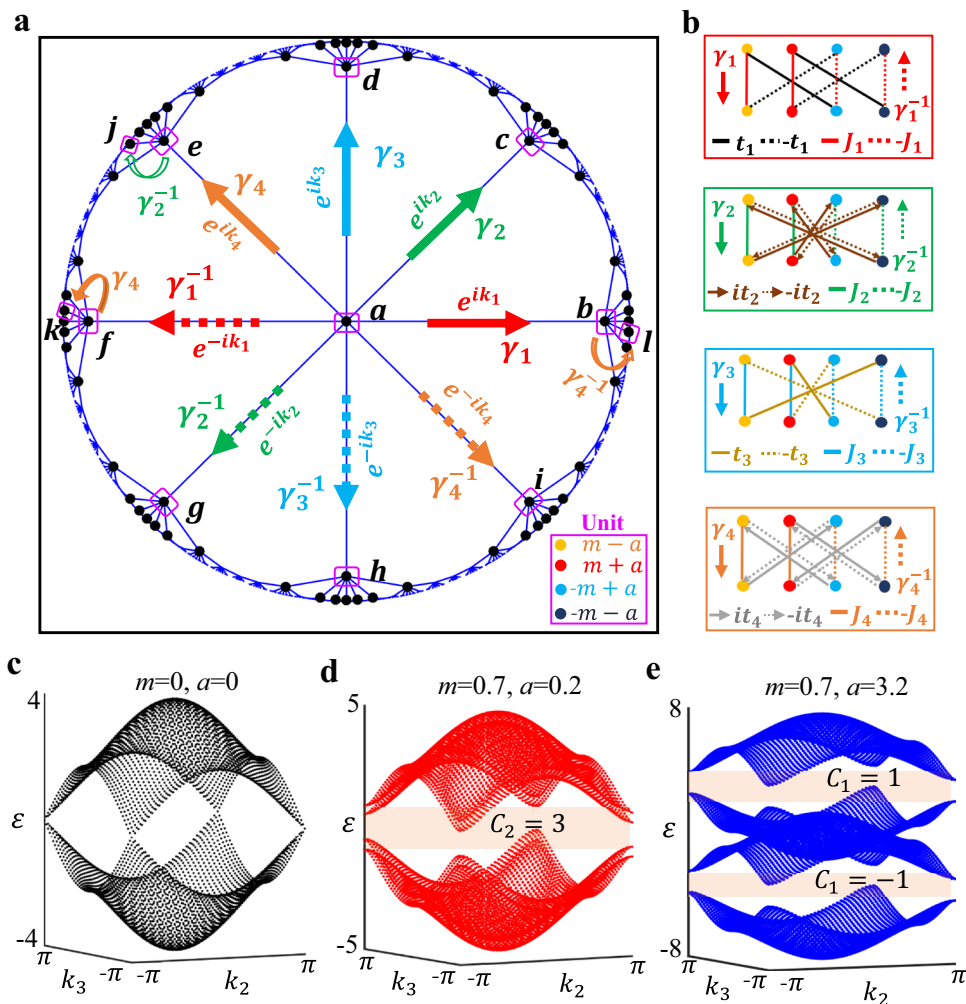 a
d
j
e
c
γ₂⁻¹
γ₄
e^{ik₄}
e^{ik₃}
γ₃
e^{ik₂}
γ₂
γ₄
γ₁⁻¹
a
e^{ik₁}
b
k
f
e^{-ik₁}
γ₁
l
γ₄⁻¹
γ₂⁻¹
e^{-ik₂}
e^{-ik₃}
e^{-ik₄}
γ₃⁻¹
γ₄⁻¹
g
i
h
Unit
m − a
m + a
-m + a
-m − a
b
γ₁
γ₁⁻¹
t₁ -t₁ J₁ -J₁
γ₂
γ₂⁻¹
it₂ -it₂ J₂ -J₂
γ₃
γ₃⁻¹
t₃ -t₃ J₃ -J₃
γ₄
γ₄⁻¹
it₄ -it₄ J₄ -J₄
c
m=0, a=0
4
ε
-4
π
k₃
-π
-π
k₂
π
d
m=0.7, a=0.2
5
ε
C₂ = 3
-5
π
k₃
-π
-π
k₂
π
e
m=0.7, a=3.2
8
C₁ = 1
ε
C₁ = −1
-8
π
k₃
-π
-π
k₂
π